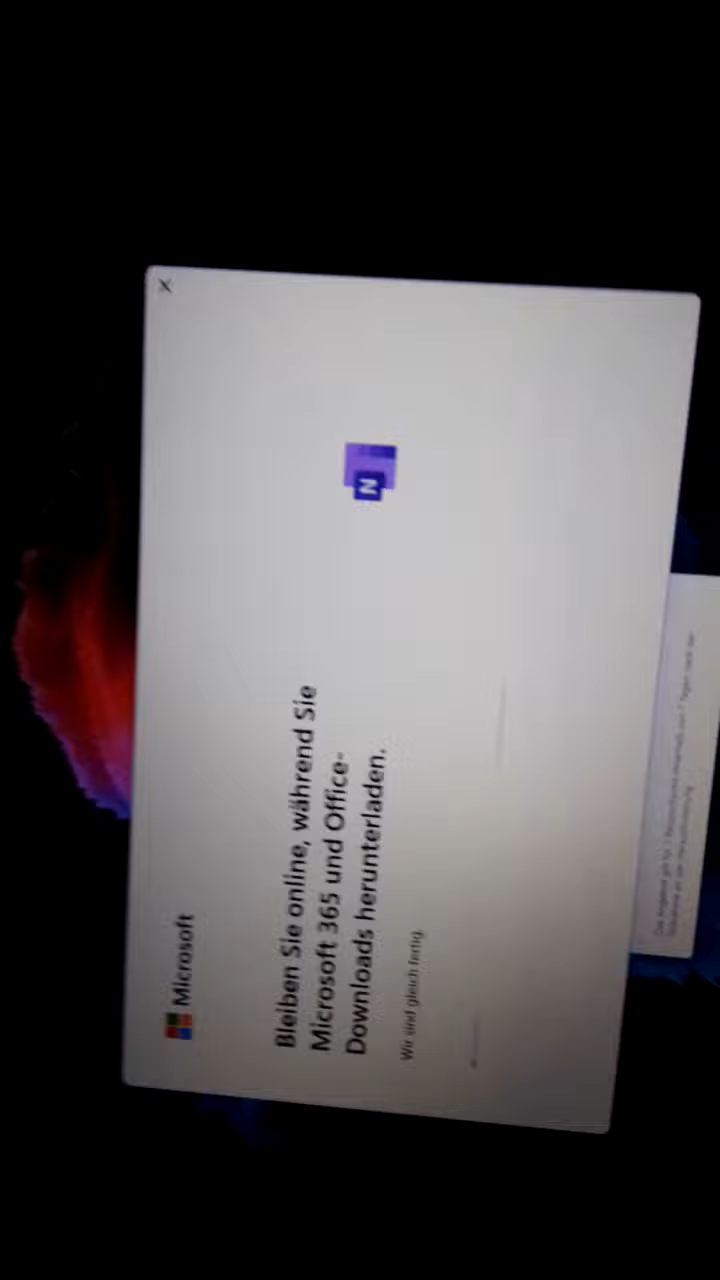 Microsoft
Bleiben Sie online, während Sie
Microsoft 365 und Office-
Downloads herunterladen.
Wir sind gleich fertig.
N